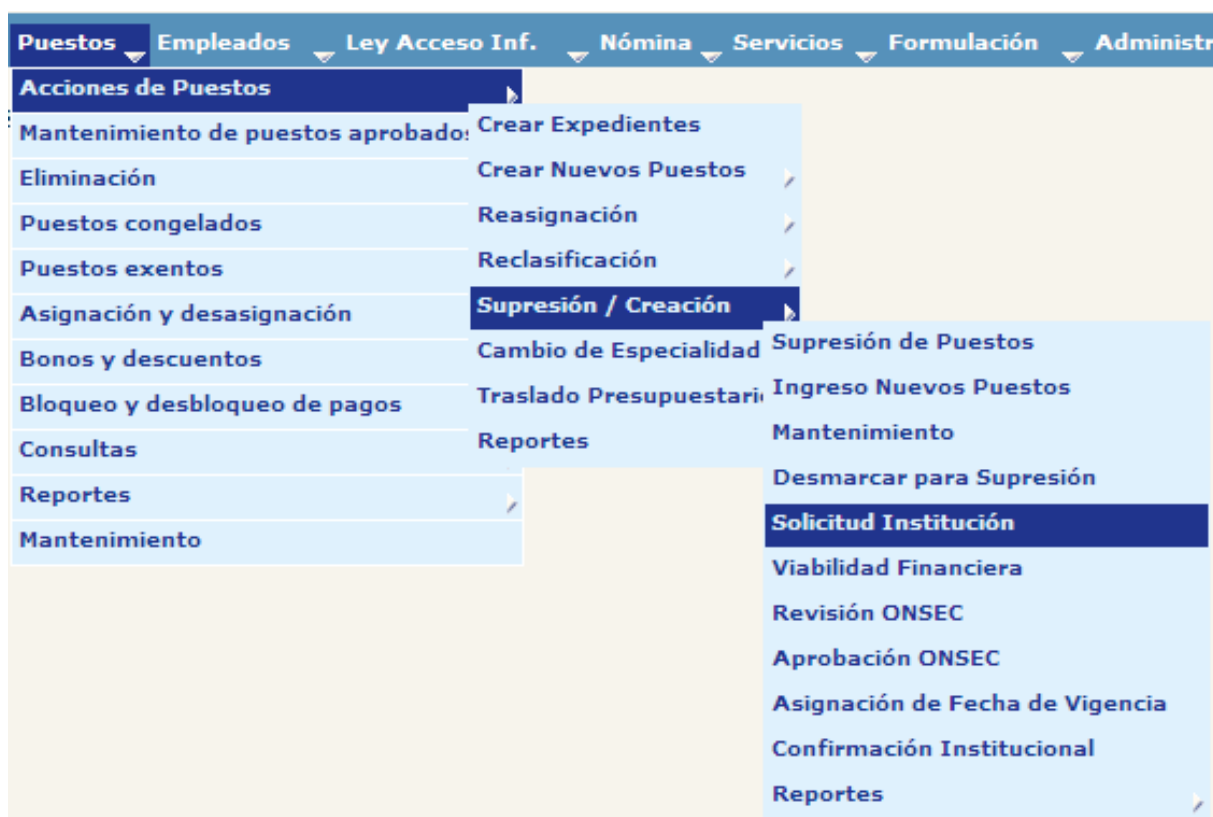 Puestos Empleados Ley Acceso Inf. Nómina Servicios Formulación Administr
Acciones de Puestos
Mantenimiento de puestos aprobados
Eliminación
Puestos congelados
Puestos exentos
Asignación y desasignación
Bonos y descuentos
Bloqueo y desbloqueo de pagos
Consultas
Reportes
Mantenimiento
Crear Expedientes
Crear Nuevos Puestos
Reasignación
Reclasificación
Supresión / Creación
Cambio de Especialidad
Traslado Presupuestari
Reportes
Supresión de Puestos
Ingreso Nuevos Puestos
Mantenimiento
Desmarcar para Supresión
Solicitud Institución
Viabilidad Financiera
Revisión ONSEC
Aprobación ONSEC
Asignación de Fecha de Vigencia
Confirmación Institucional
Reportes